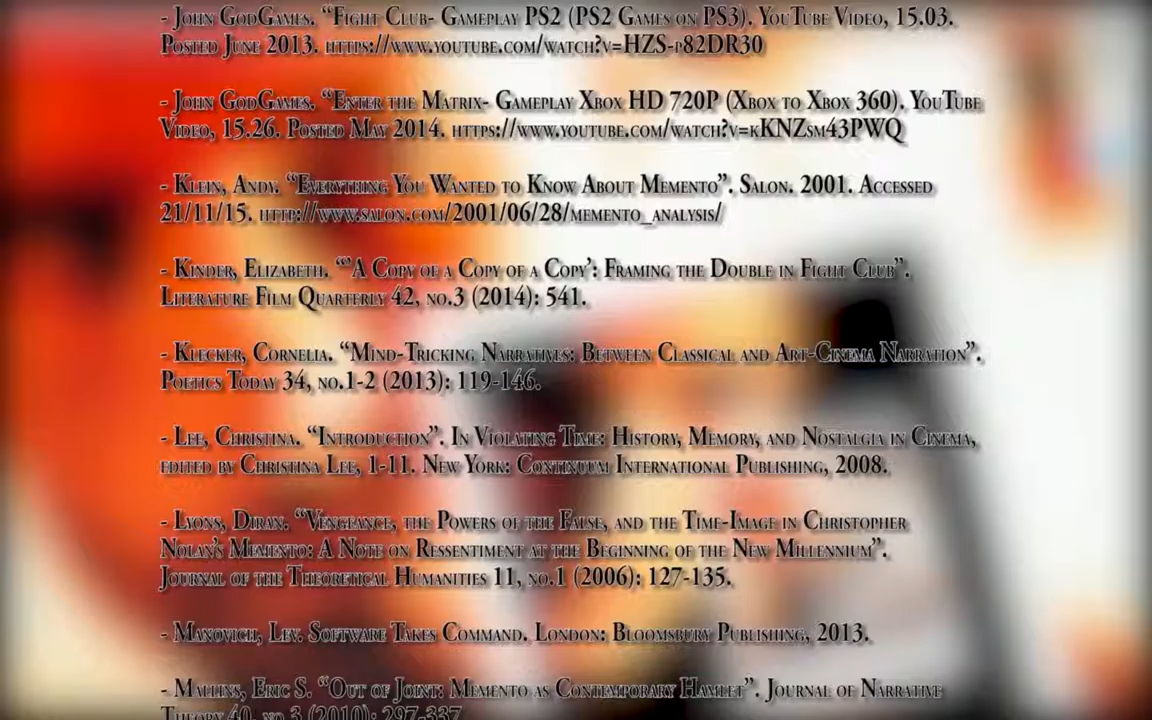 - John GodGames. “Fight Club- Gameplay PS2 (PS2 Games on PS3). YouTube Video, 15.03.
Posted June 2013. https://www.youtube.com/watch?v=HZS-p82DR30
- John GodGames. “Enter the Matrix- Gameplay Xbox HD 720P (Xbox to Xbox 360). YouTube
Video, 15.26. Posted May 2014. https://www.youtube.com/watch?v=kKNZsm43PWQ
- Klein, Andy. “Everything You Wanted to Know About Memento”. Salon. 2001. Accessed
21/11/15. http://www.salon.com/2001/06/28/memento_analysis/
- Kinder, Elizabeth. “‘A Copy of a Copy of a Copy’: Framing the Double in Fight Club”.
Literature Film Quarterly 42, no.3 (2014): 541.
- Klecker, Cornelia. “Mind-Tricking Narratives: Between Classical and Art-Cinema Narration”.
Poetics Today 34, no.1-2 (2013): 119-146.
- Lee, Christina. “Introduction”. In Violating Time: History, Memory, and Nostalgia in Cinema,
edited by Christina Lee, 1-11. New York: Continuum International Publishing, 2008.
- Lyons, Diran. “Vengeance, the Powers of the False, and the Time-Image in Christopher
Nolan’s Memento: A Note on Ressentiment at the Beginning of the New Millennium”.
Journal of the Theoretical Humanities 11, no.1 (2006): 127-135.
- Manovich, Lev. Software Takes Command. London: Bloomsbury Publishing, 2013.
- Mallins, Eric S. “Out of Joint: Memento as Contemporary Hamlet”. Journal of Narrative
Theory 40, no.3 (2010): 297-337